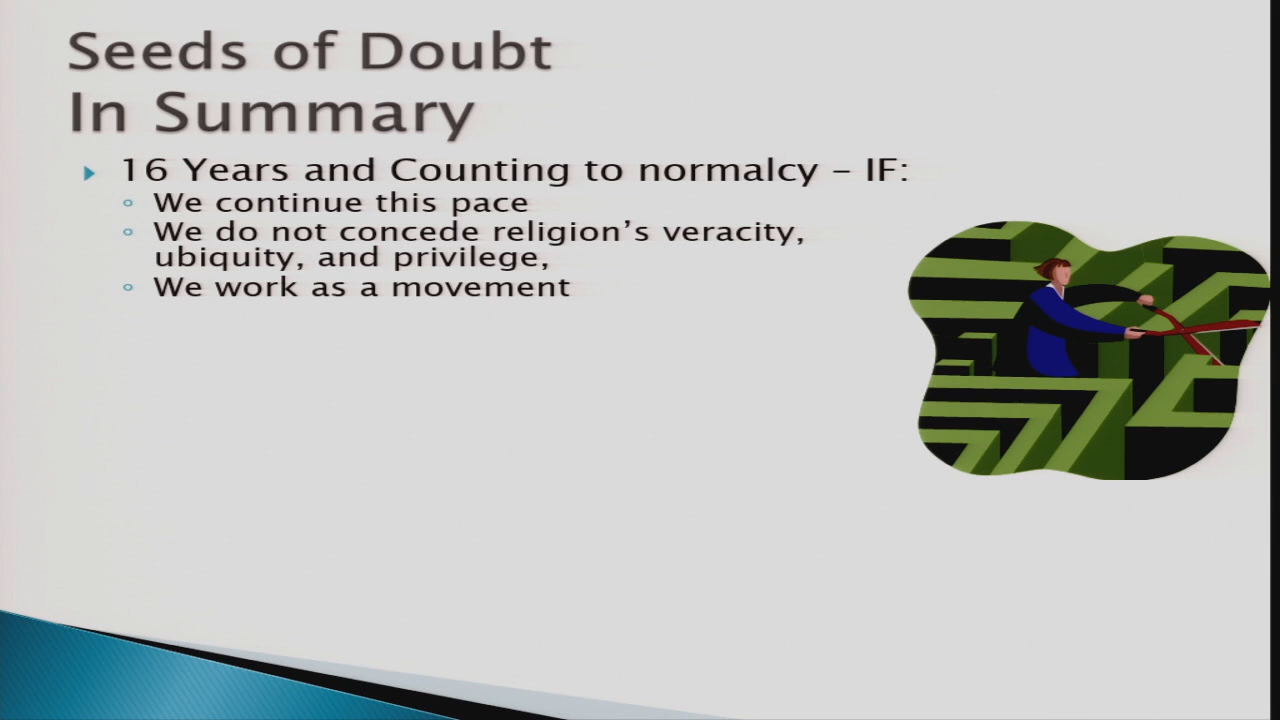 Seeds of Doubt
In Summary
16 Years and Counting to normalcy – IF:
We continue this pace
We do not concede religion’s veracity,
ubiquity, and privilege,
We work as a movement